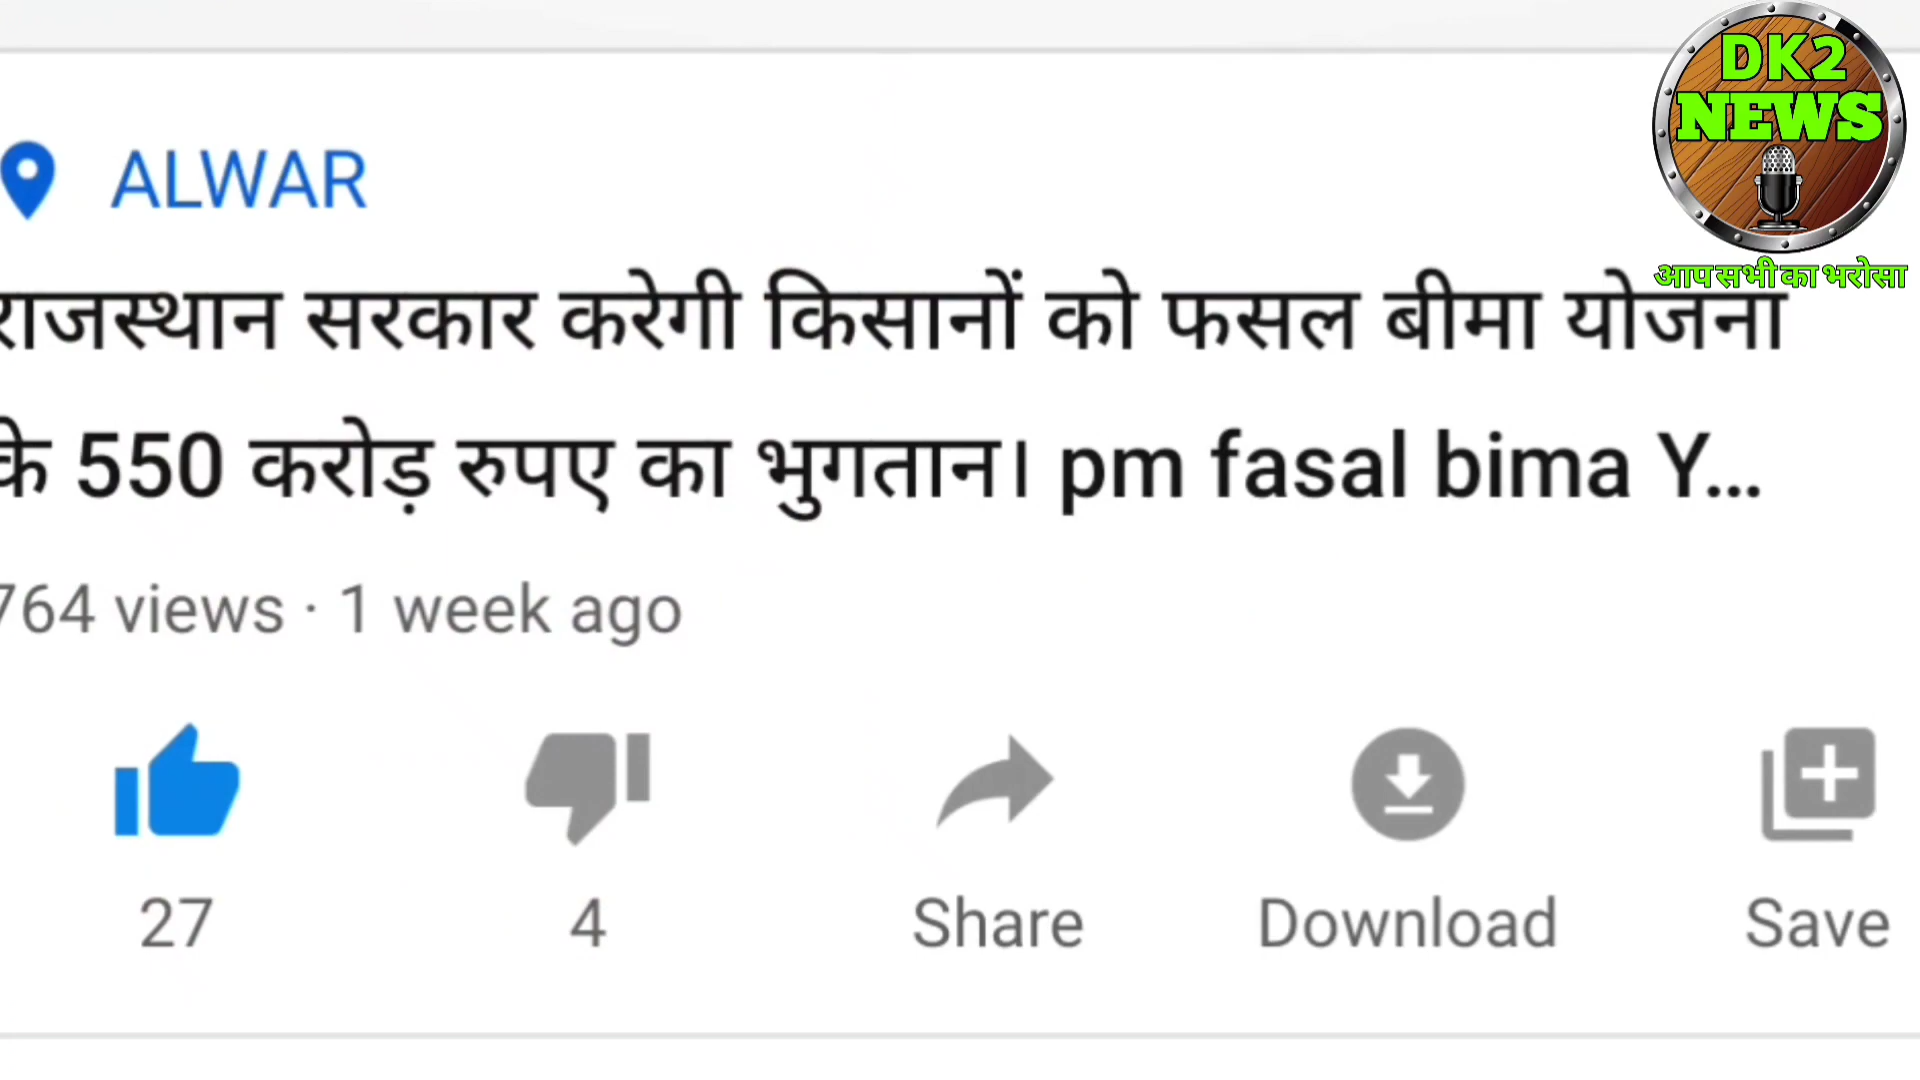 DK2
NEWS
आप सभी का भरोसा
ALWAR
राजस्थान सरकार करेगी किसानों को फसल बीमा योजना
के 550 करोड़ रुपए का भुगतान। pm fasal bima Y...
764 views · 1 week ago
27
4
Share
Download
Save